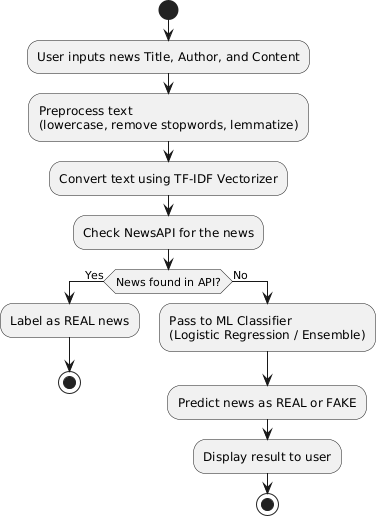 User inputs news Title, Author, and Content
Preprocess text
(lowercase, remove stopwords, lemmatize)
Convert text using TF-IDF Vectorizer
Check NewsAPI for the news
News found in API?
Yes
No
Label as REAL news
Pass to ML Classifier
(Logistic Regression / Ensemble)
Predict news as REAL or FAKE
Display result to user